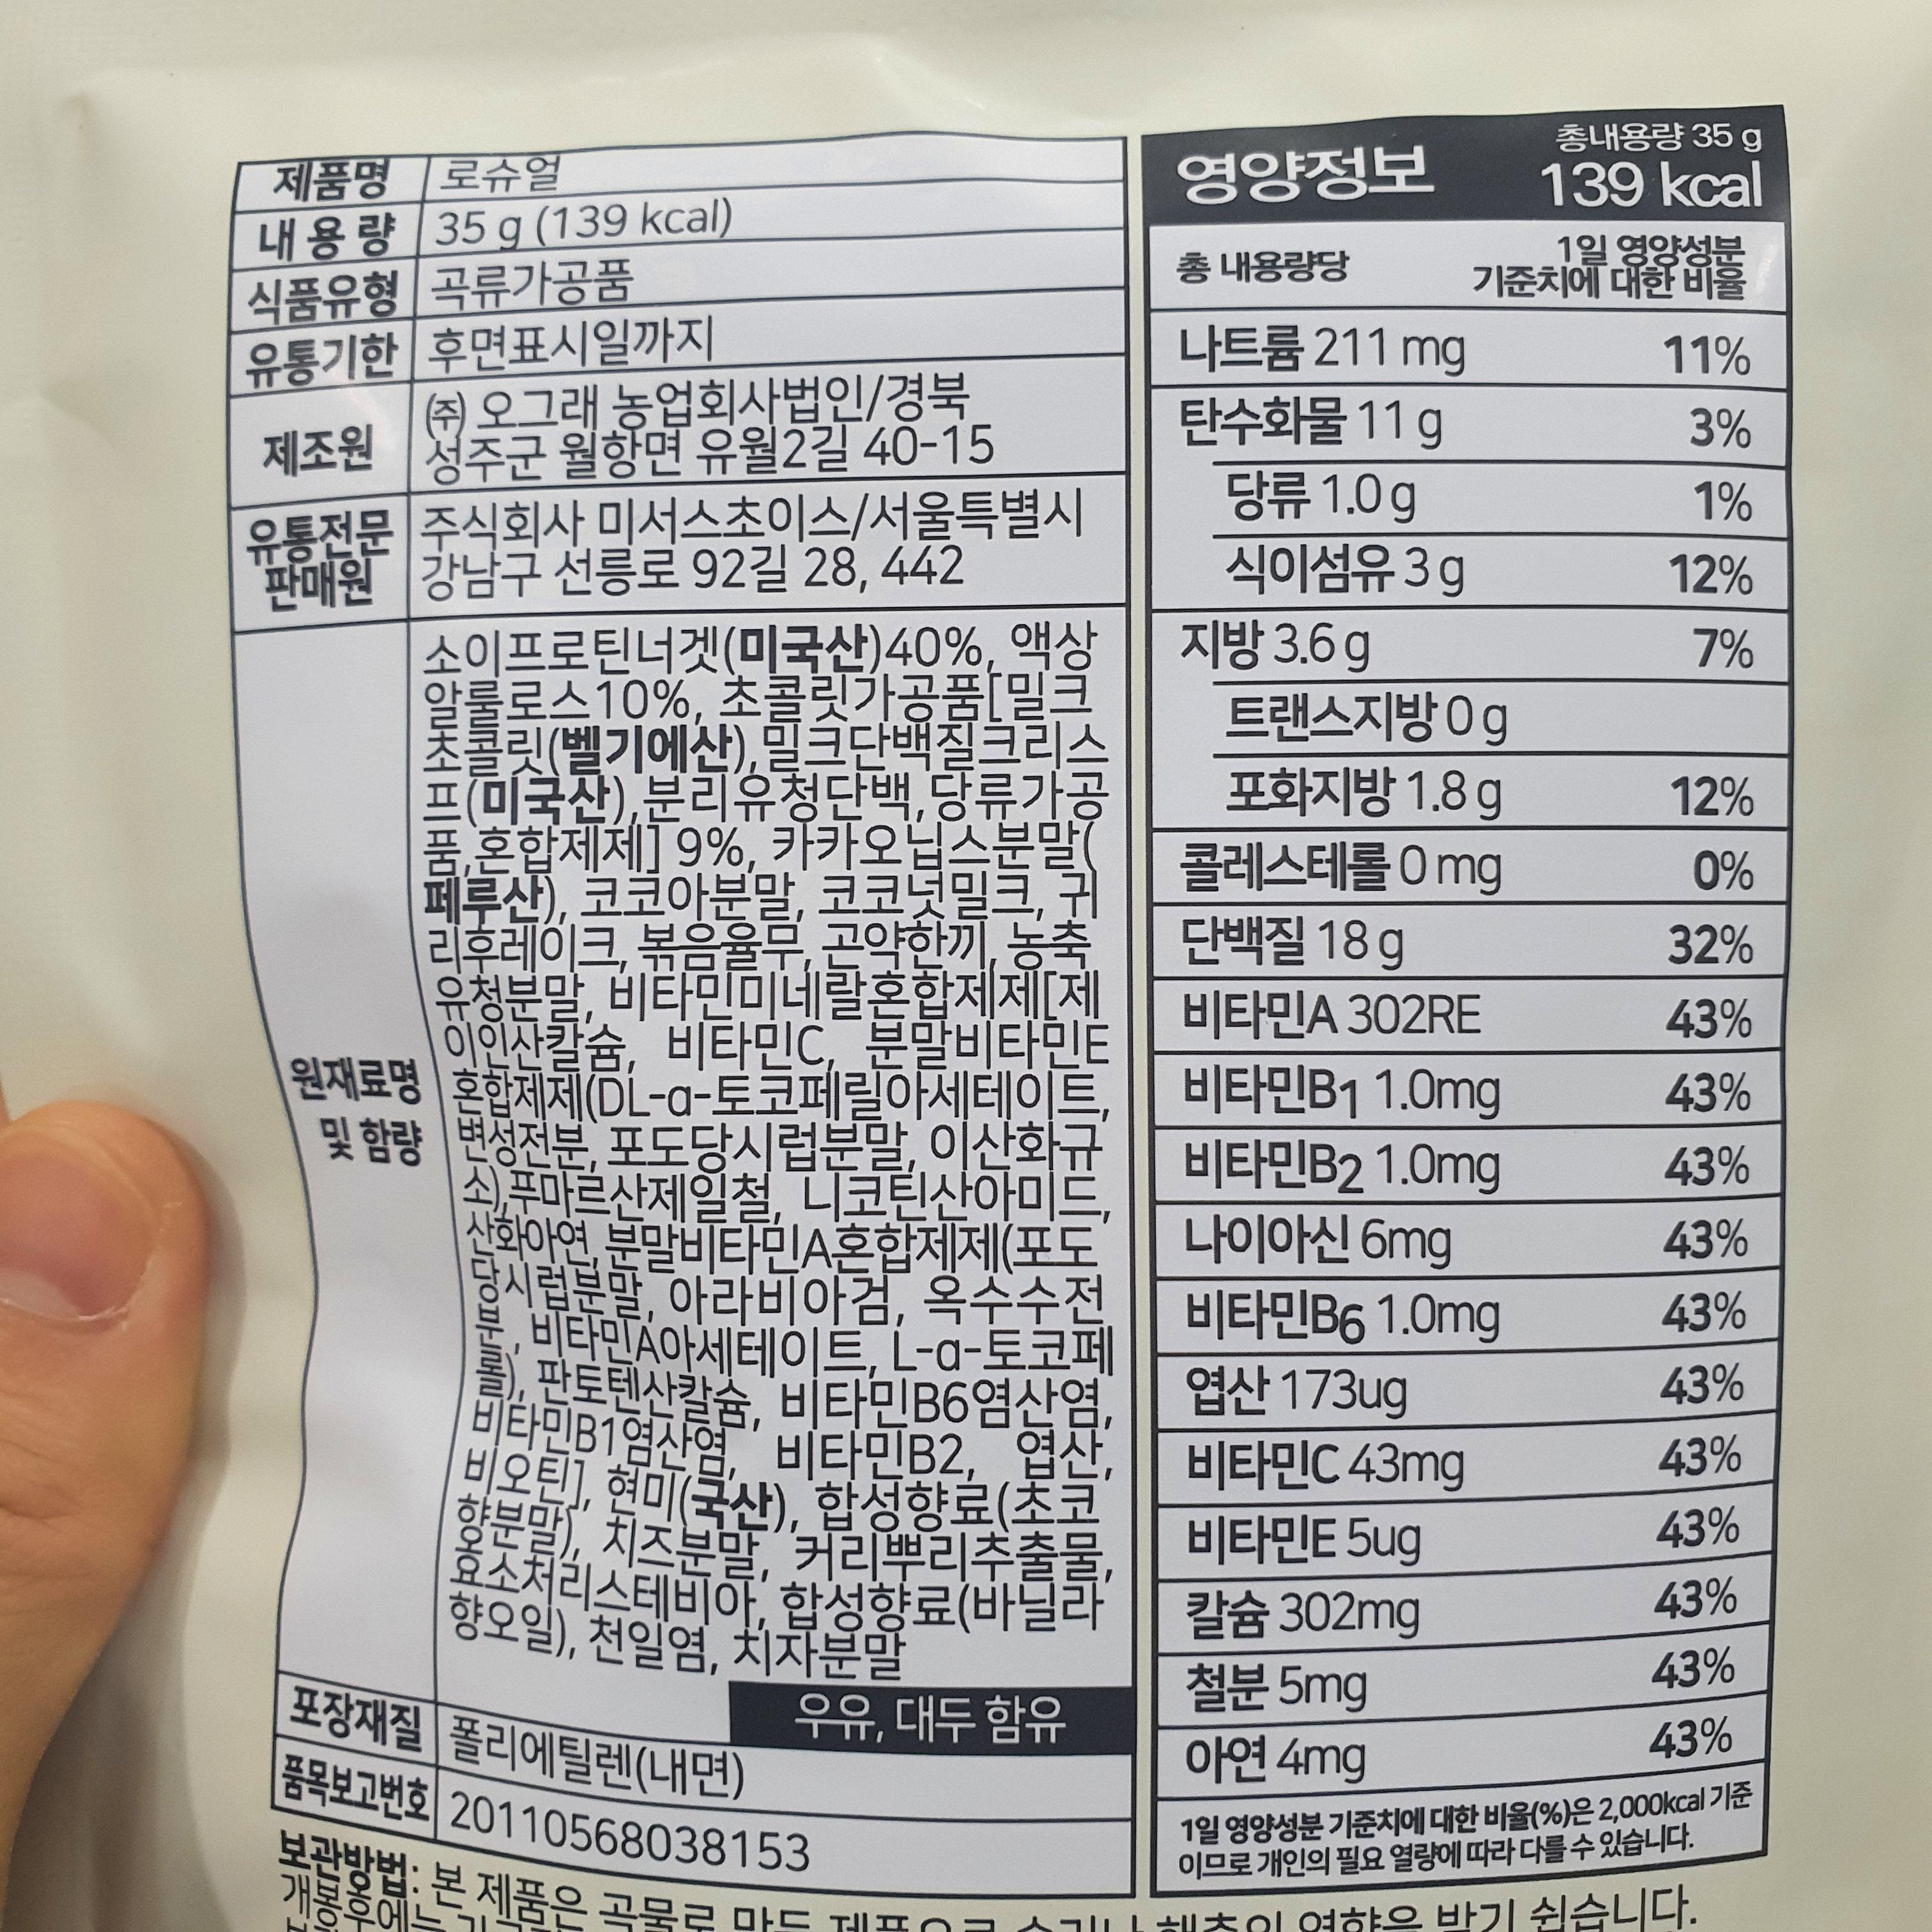 제품명 로슈얼
내용량 35 g (139 kcal)
식품유형 곡류가공품
유통기한 후면표시일까지
제조원 ㈜ 오그래 농업회사법인/경북
성주군 월항면 유월2길 40-15
유통전문
판매원
주식회사 미서스초이스/서울특별시
강남구 선릉로 92길 28, 442
원재료명
및 함량
소이프로틴너겟(미국산)40%, 액상
알룰로스10%, 초콜릿가공품[밀크
초콜릿(벨기에산),밀크단백질크리스
프(미국산),분리유청단백,당류가공
품,혼합제제] 9%, 카카오닙스분말(
페루산), 코코아분말, 코코넛밀크, 귀
리후레이크, 볶음율무, 곤약한끼, 농축
유청분말, 비타민미네랄혼합제제[제
이인산칼슘, 비타민C, 분말비타민E
혼합제제(DL-α-토코페릴아세테이트,
변성전분, 포도당시럽분말, 이산화규
소),푸마르산제일철, 니코틴산아미드,
산화아연, 분말비타민A혼합제제(포도
당시럽분말, 아라비아검, 옥수수전
분, 비타민A아세테이트, L-α-토코페
롤), 판토텐산칼슘, 비타민B6염산염,
비타민B1염산염, 비타민B2, 엽산,
비오틴], 현미(국산), 합성향료(초코
향분말), 치즈분말, 커리뿌리추출물,
효소처리스테비아, 합성향료(바닐라
향오일), 천일염, 치자분말
우유, 대두 함유
포장재질 폴리에틸렌(내면)
품목보고번호 20110568038153
보관방법: 본 제품은 곡물로 만든 제품으로 습기나 해충의 영향을 받기 쉽습니다.
개봉후에는
영양정보
총내용량 35 g
139 kcal
총 내용량당
1일 영양성분
기준치에 대한 비율
나트륨 211 mg 11%
탄수화물 11 g 3%
당류 1.0 g 1%
식이섬유 3 g 12%
지방 3.6 g 7%
트랜스지방 0 g
포화지방 1.8 g 12%
콜레스테롤 0 mg 0%
단백질 18 g 32%
비타민A 302RE 43%
비타민B1 1.0mg 43%
비타민B2 1.0mg 43%
나이아신 6mg 43%
비타민B6 1.0mg 43%
엽산 173ug 43%
비타민C 43mg 43%
비타민E 5ug 43%
칼슘 302mg 43%
철분 5mg 43%
아연 4mg 43%
1일 영양성분 기준치에 대한 비율(%)은 2,000kcal 기준
이므로 개인의 필요 열량에 따라 다를 수 있습니다.